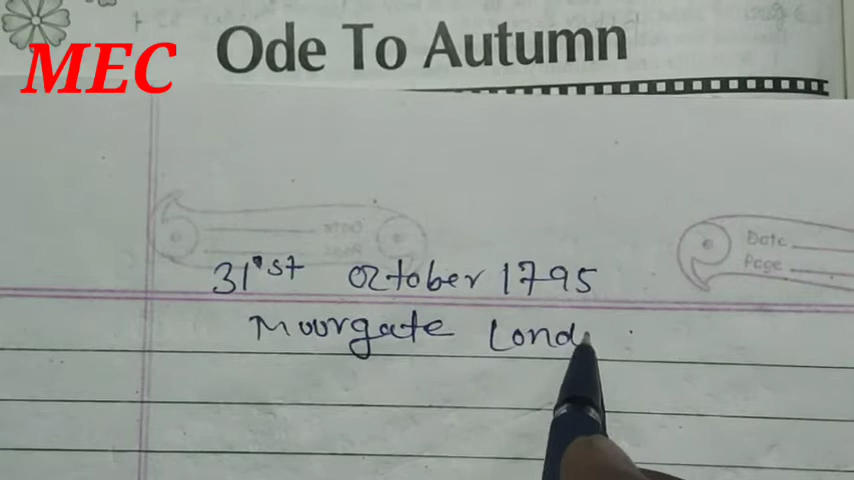 Ode To Autumn
MEC
Date
Page
31st October 1795
Moorgate Lond